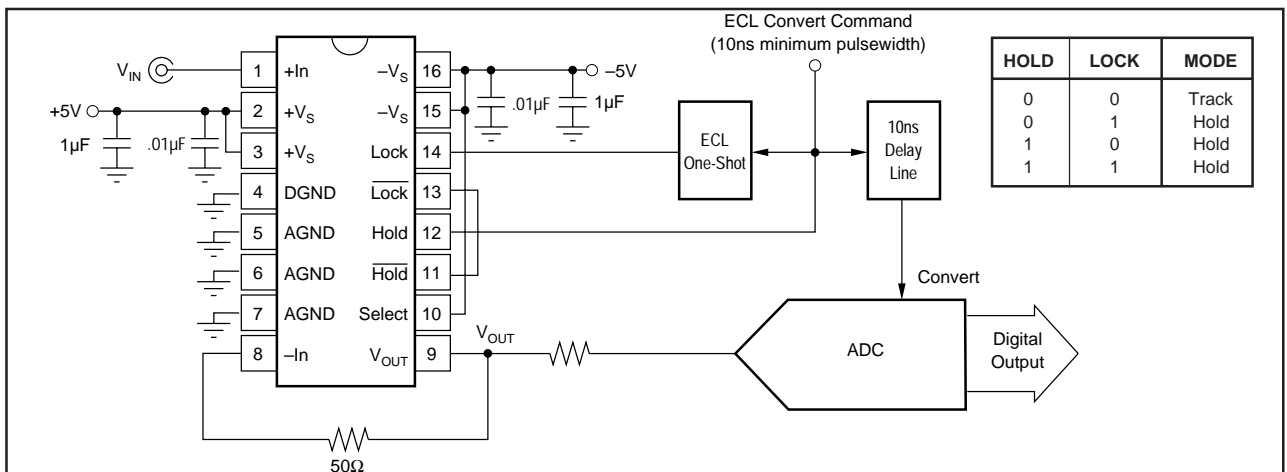 ECL Convert Command
(10ns minimum pulsewidth)
HOLD LOCK MODE
0 0 Track
0 1 Hold
1 0 Hold
1 1 Hold
V_IN
+5V
1µF
.01µF
1 +In
2 +V_S
3 +V_S
4 DGND
5 AGND
6 AGND
7 AGND
8 –In
–V_S 16
–V_S 15
Lock 14
L̅o̅c̅k̅ 13
Hold 12
H̅o̅l̅d̅ 11
Select 10
V_OUT 9
–5V
.01µF
1µF
ECL
One-Shot
10ns
Delay
Line
Convert
V_OUT
ADC
Digital
Output
50Ω